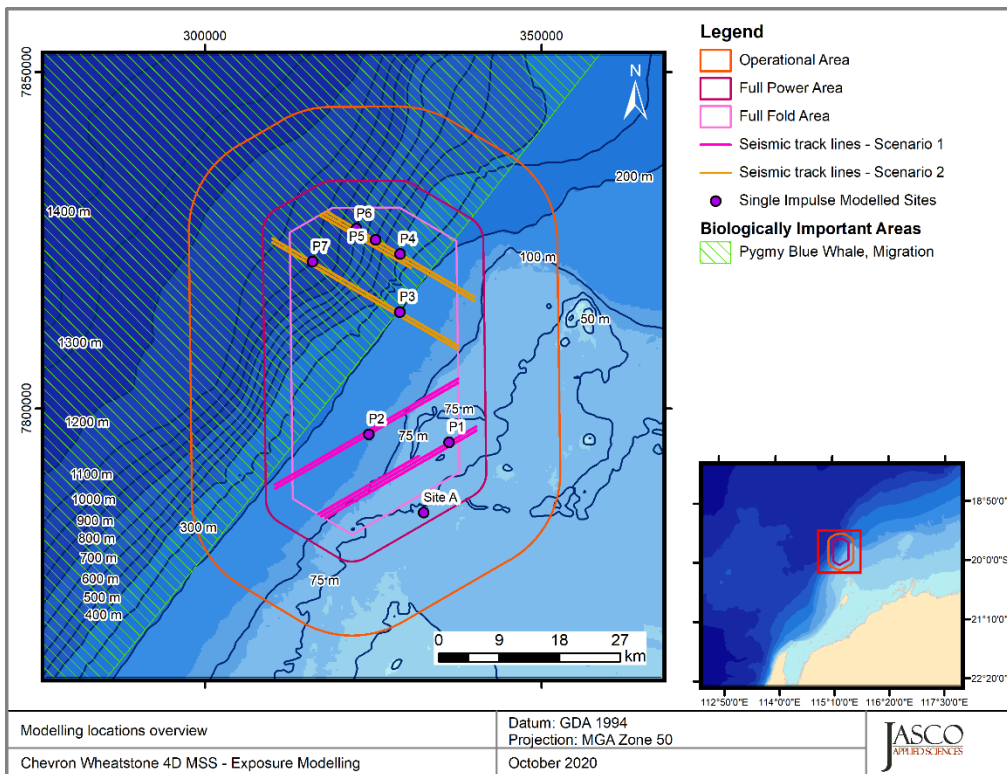 300000
350000
7850000
7800000
N
200 m
1400 m
P6
P5
P4
P7
100 m
P3
50 m
1300 m
75 m
1200 m
P2
75 m
P1
1100 m
1000 m
Site A
900 m
300 m
800 m
700 m
75 m
600 m
500 m
400 m
0 9 18 27
km
Legend
Operational Area
Full Power Area
Full Fold Area
Seismic track lines - Scenario 1
Seismic track lines - Scenario 2
Single Impulse Modelled Sites
Biologically Important Areas
Pygmy Blue Whale, Migration
18°50'0"S
20°0'0"S
21°10'0"S
22°20'0"S
112°50'0"E 114°0'0"E 115°10'0"E 116°20'0"E 117°30'0"E
Modelling locations overview
Datum: GDA 1994
Projection: MGA Zone 50
Chevron Wheatstone 4D MSS - Exposure Modelling
October 2020
JASCO
APPLIED SCIENCES